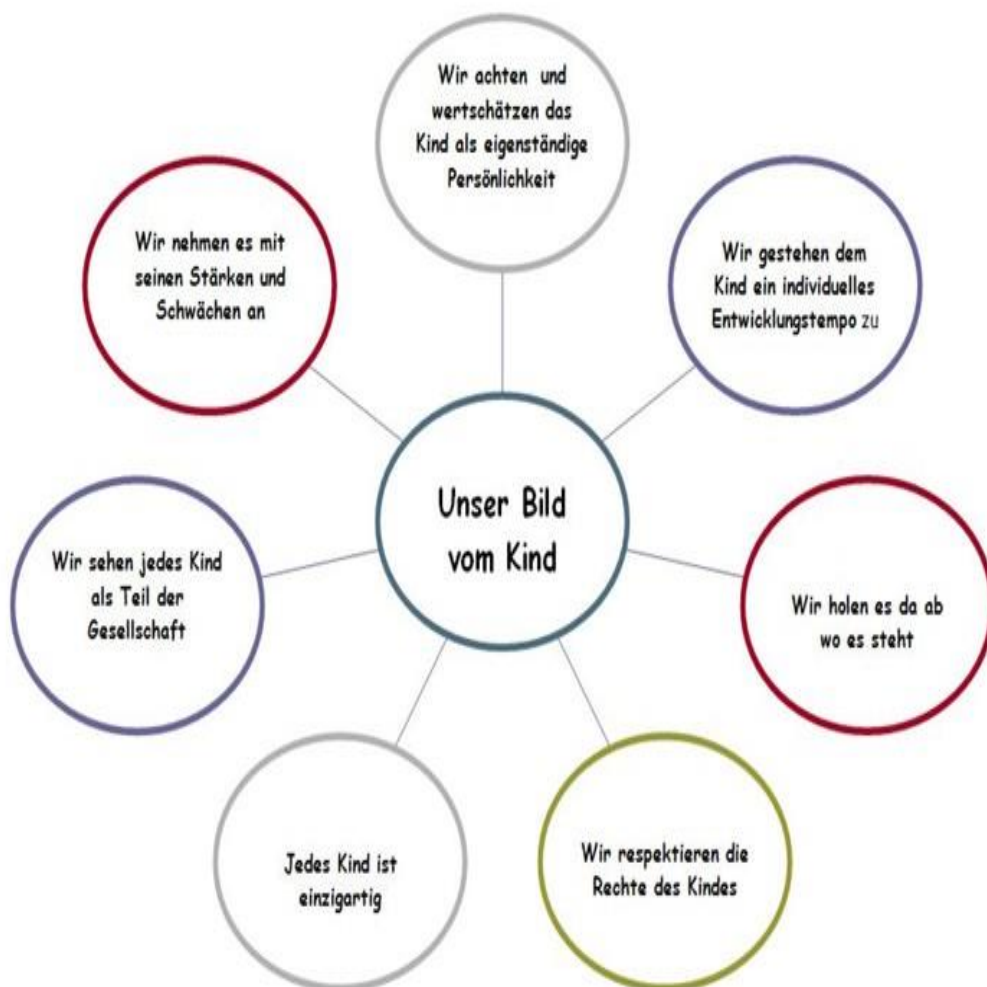 Wir achten und
wertschätzen das
Kind als eigenständige
Persönlichkeit
Wir nehmen es mit
seinen Stärken und
Schwächen an
Wir gestehen dem
Kind ein individuelles
Entwicklungstempo zu
Unser Bild
vom Kind
Wir sehen jedes Kind
als Teil der
Gesellschaft
Wir holen es da ab
wo es steht
Jedes Kind ist
einzigartig
Wir respektieren die
Rechte des Kindes